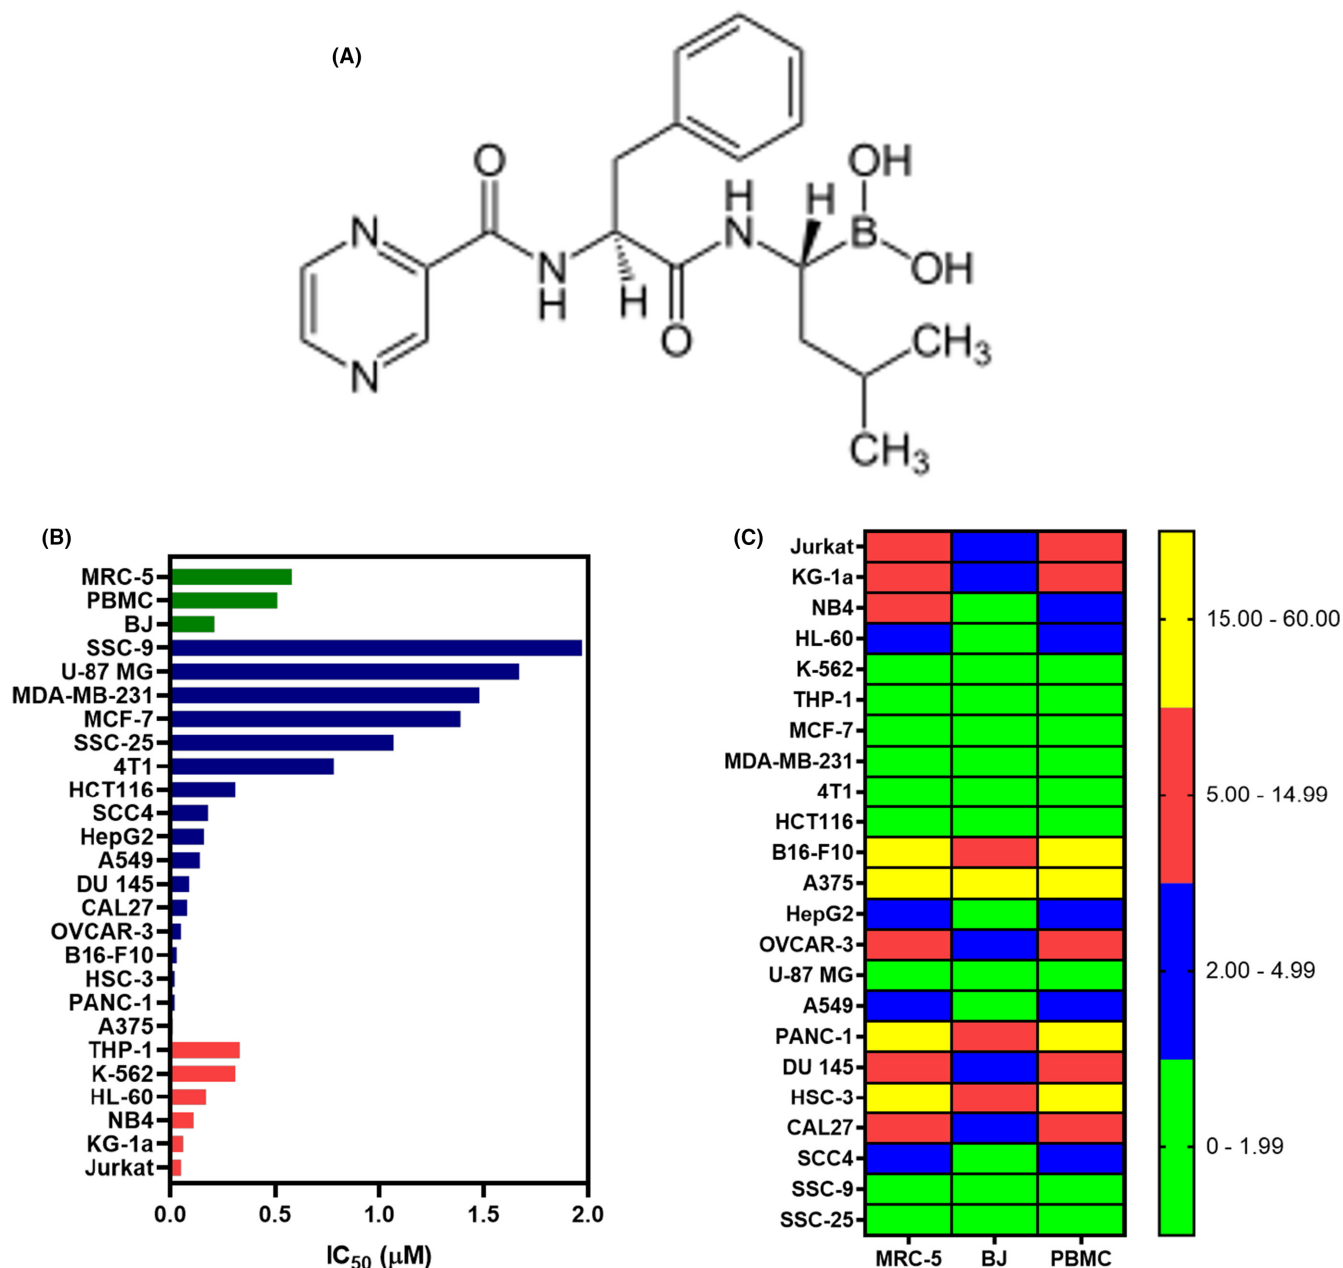 (A)
OH
O
H
H
N
N
B
N
H
H
OH
O
N
CH3
CH3
(B)
MRC-5
PBMC
BJ
SSC-9
U-87 MG
MDA-MB-231
MCF-7
SSC-25
4T1
HCT116
SCC4
HepG2
A549
DU 145
CAL27
OVCAR-3
B16-F10
HSC-3
PANC-1
A375
THP-1
K-562
HL-60
NB4
KG-1a
Jurkat
0.0 0.5 1.0 1.5 2.0
IC50 (μM)
(C)
Jurkat
KG-1a
NB4
HL-60
K-562
THP-1
MCF-7
MDA-MB-231
4T1
HCT116
B16-F10
A375
HepG2
OVCAR-3
U-87 MG
A549
PANC-1
DU 145
HSC-3
CAL27
SCC4
SSC-9
SSC-25
MRC-5 BJ PBMC
15.00 - 60.00
5.00 - 14.99
2.00 - 4.99
0 - 1.99